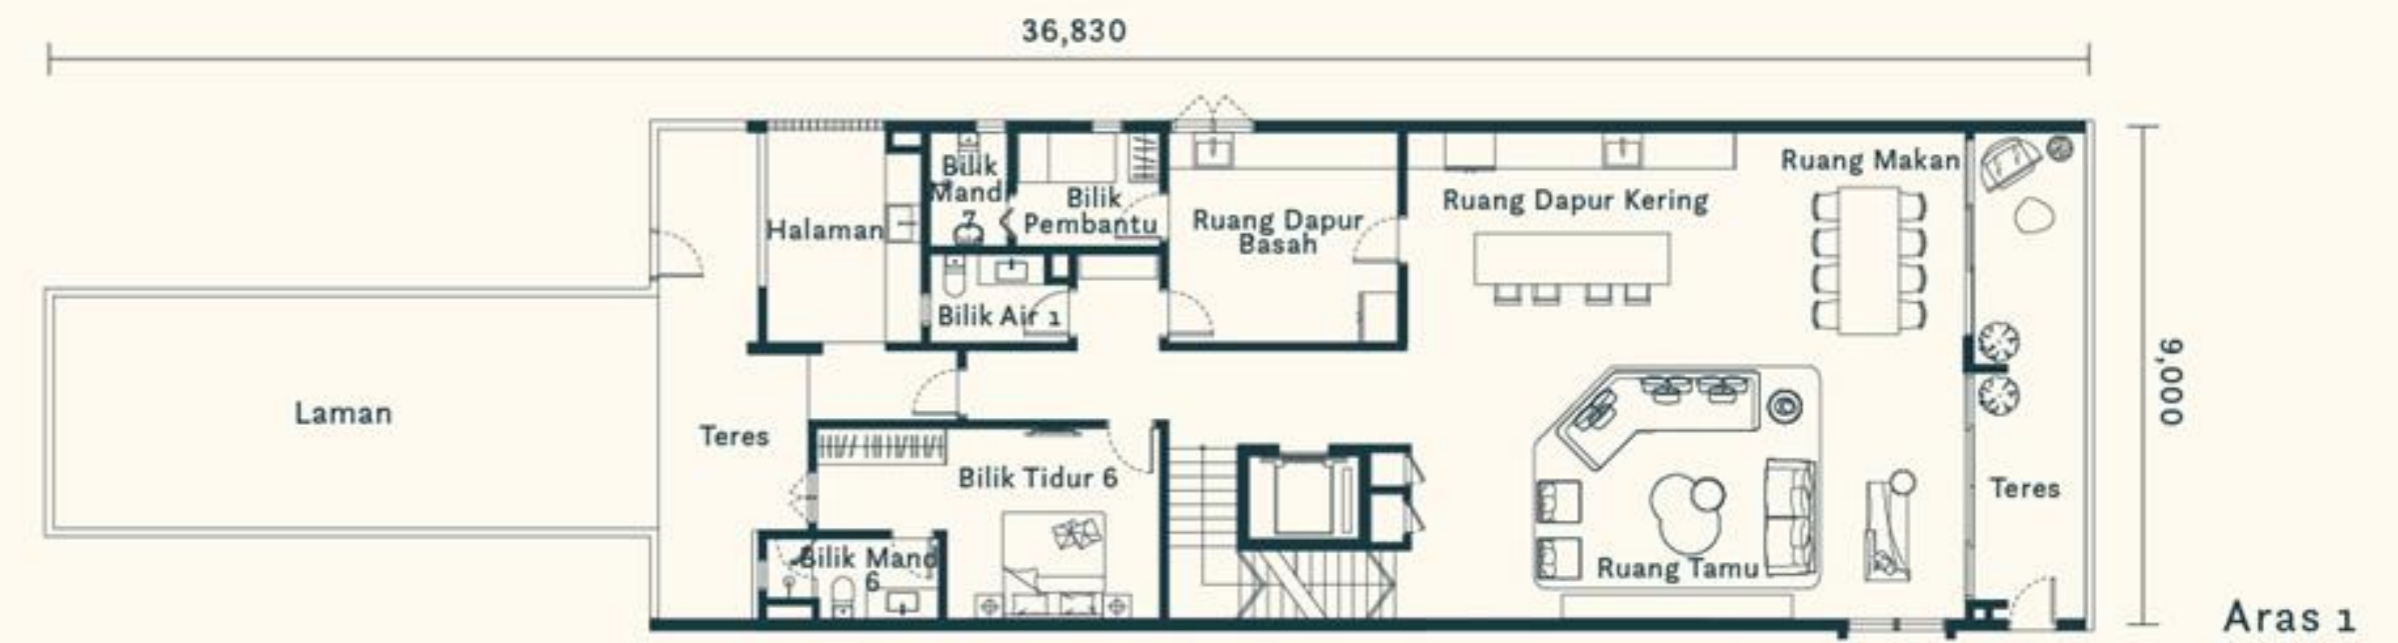 36,830
Bilik
Mandi
7
Bilik
Pembantu
Halaman
Ruang Dapur
Basah
Ruang Dapur Kering
Ruang Makan
Bilik Air 1
9,000
Laman
Teres
Bilik Tidur 6
Teres
Bilik Mand
6
Ruang Tamu
Aras 1